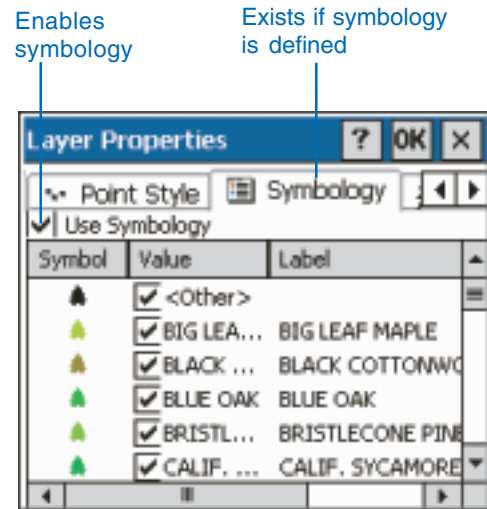 Enables
symbology
Exists if symbology
is defined
Layer Properties ? OK ×
Point Style Symbology
Use Symbology
Symbol Value Label
<Other>
BIG LEA... BIG LEAF MAPLE
BLACK ... BLACK COTTONWO
BLUE OAK BLUE OAK
BRISTL... BRISTLECONE PINE
CALIF. ... CALIF. SYCAMORE